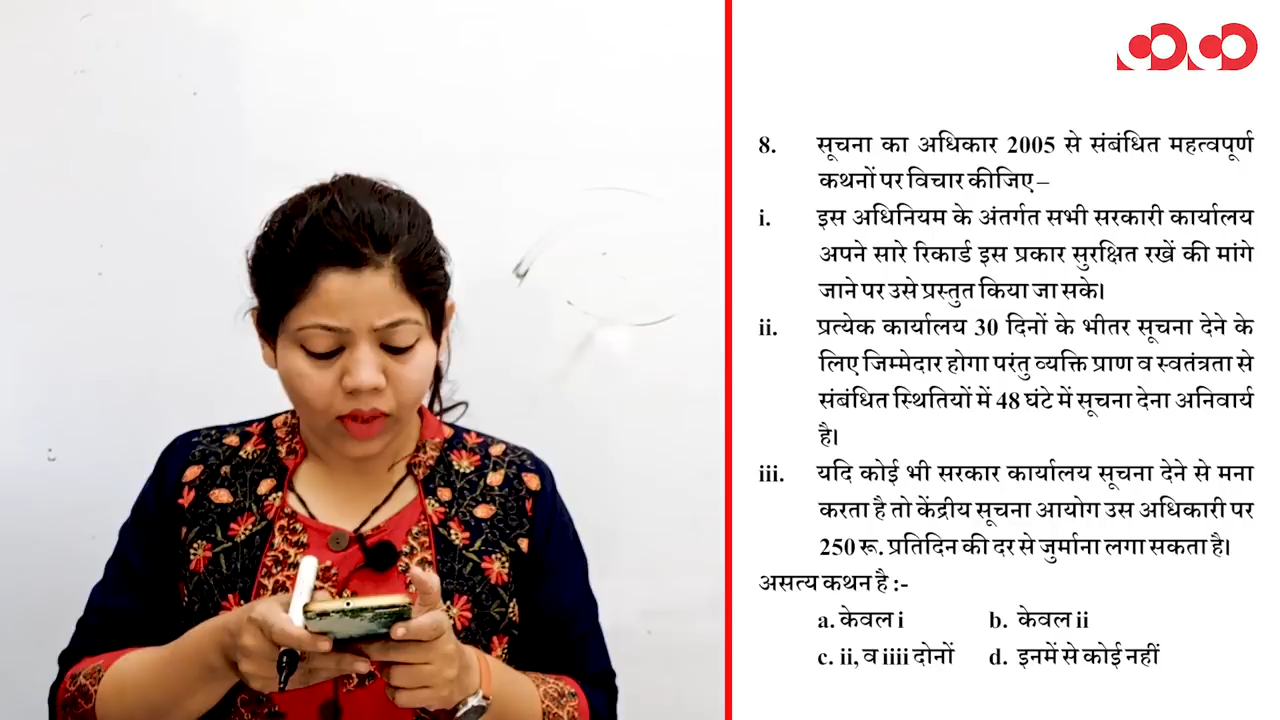 8. सूचना का अधिकार 2005 से संबंधित महत्वपूर्ण
कथनों पर विचार कीजिए –
i. इस अधिनियम के अंतर्गत सभी सरकारी कार्यालय
अपने सारे रिकार्ड इस प्रकार सुरक्षित रखें की मांगे
जाने पर उसे प्रस्तुत किया जा सके।
ii. प्रत्येक कार्यालय 30 दिनों के भीतर सूचना देने के
लिए जिम्मेदार होगा परंतु व्यक्ति प्राण व स्वतंत्रता से
संबंधित स्थितियों में 48 घंटे में सूचना देना अनिवार्य
है।
iii. यदि कोई भी सरकार कार्यालय सूचना देने से मना
करता है तो केंद्रीय सूचना आयोग उस अधिकारी पर
250 रू. प्रतिदिन की दर से जुर्माना लगा सकता है।
असत्य कथन है :-
a. केवल i b. केवल ii
c. ii, व iiii दोनों d. इनमें से कोई नहीं